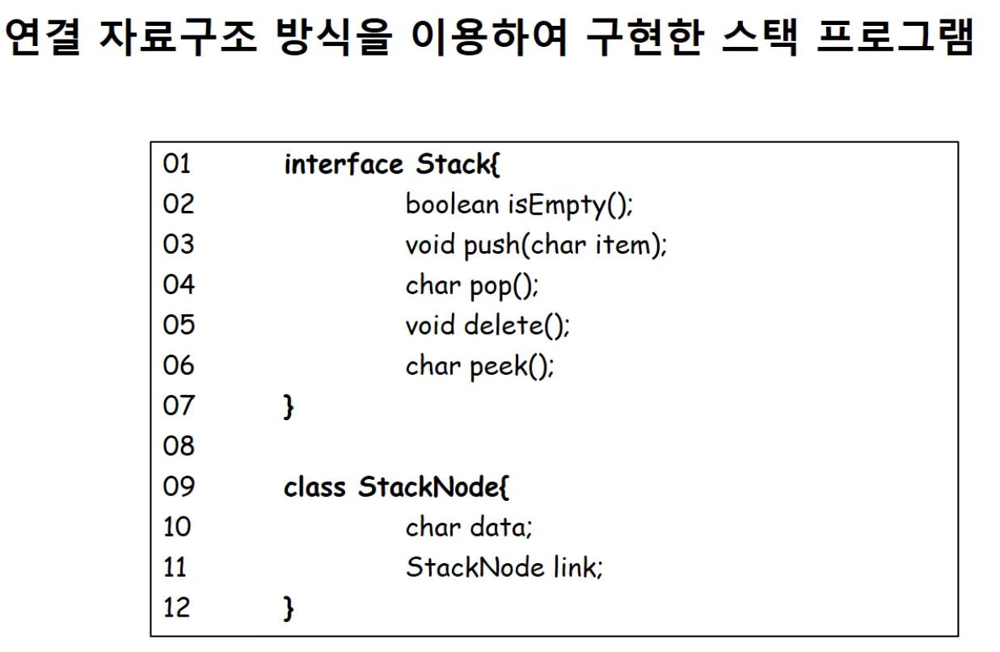 연결 자료구조 방식을 이용하여 구현한 스택 프로그램
01 interface Stack{
02 boolean isEmpty();
03 void push(char item);
04 char pop();
05 void delete();
06 char peek();
07 }
08
09 class StackNode{
10 char data;
11 StackNode link;
12 }